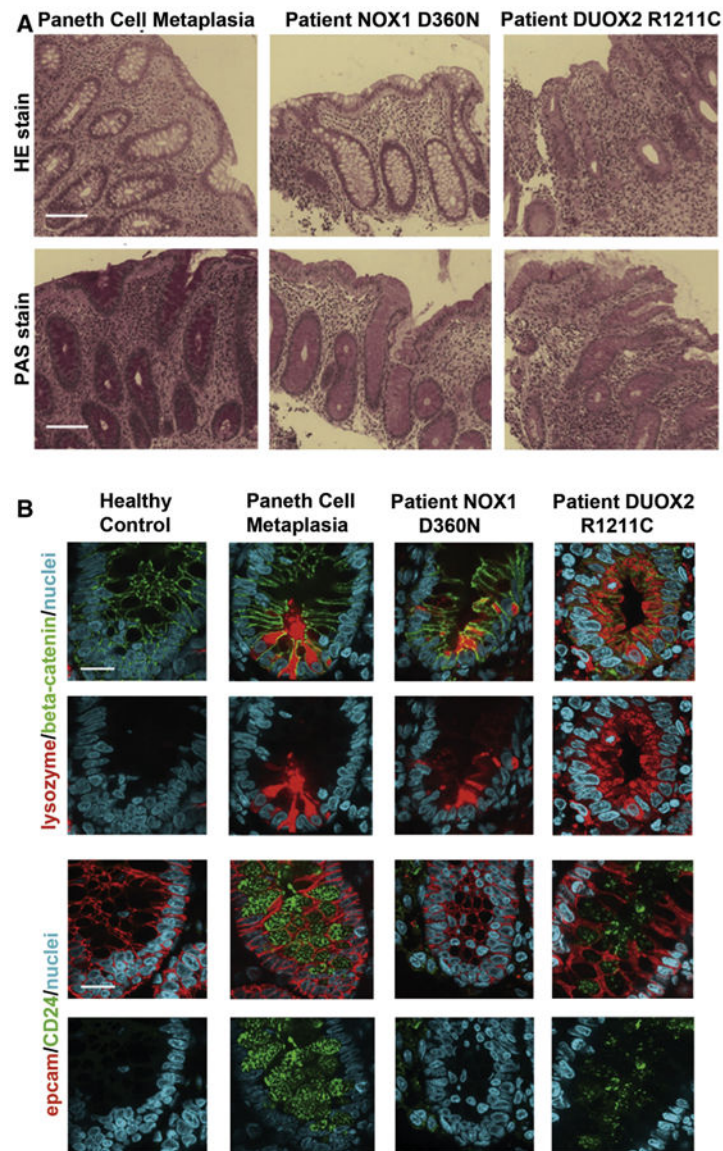 A
Paneth Cell Metaplasia
Patient NOX1 D360N
Patient DUOX2 R1211C
HE stain
PAS stain
B
Healthy
Control
Paneth Cell
Metaplasia
Patient NOX1
D360N
Patient DUOX2
R1211C
lysozyme/beta-catenin/nuclei
epcam/CD24/nuclei